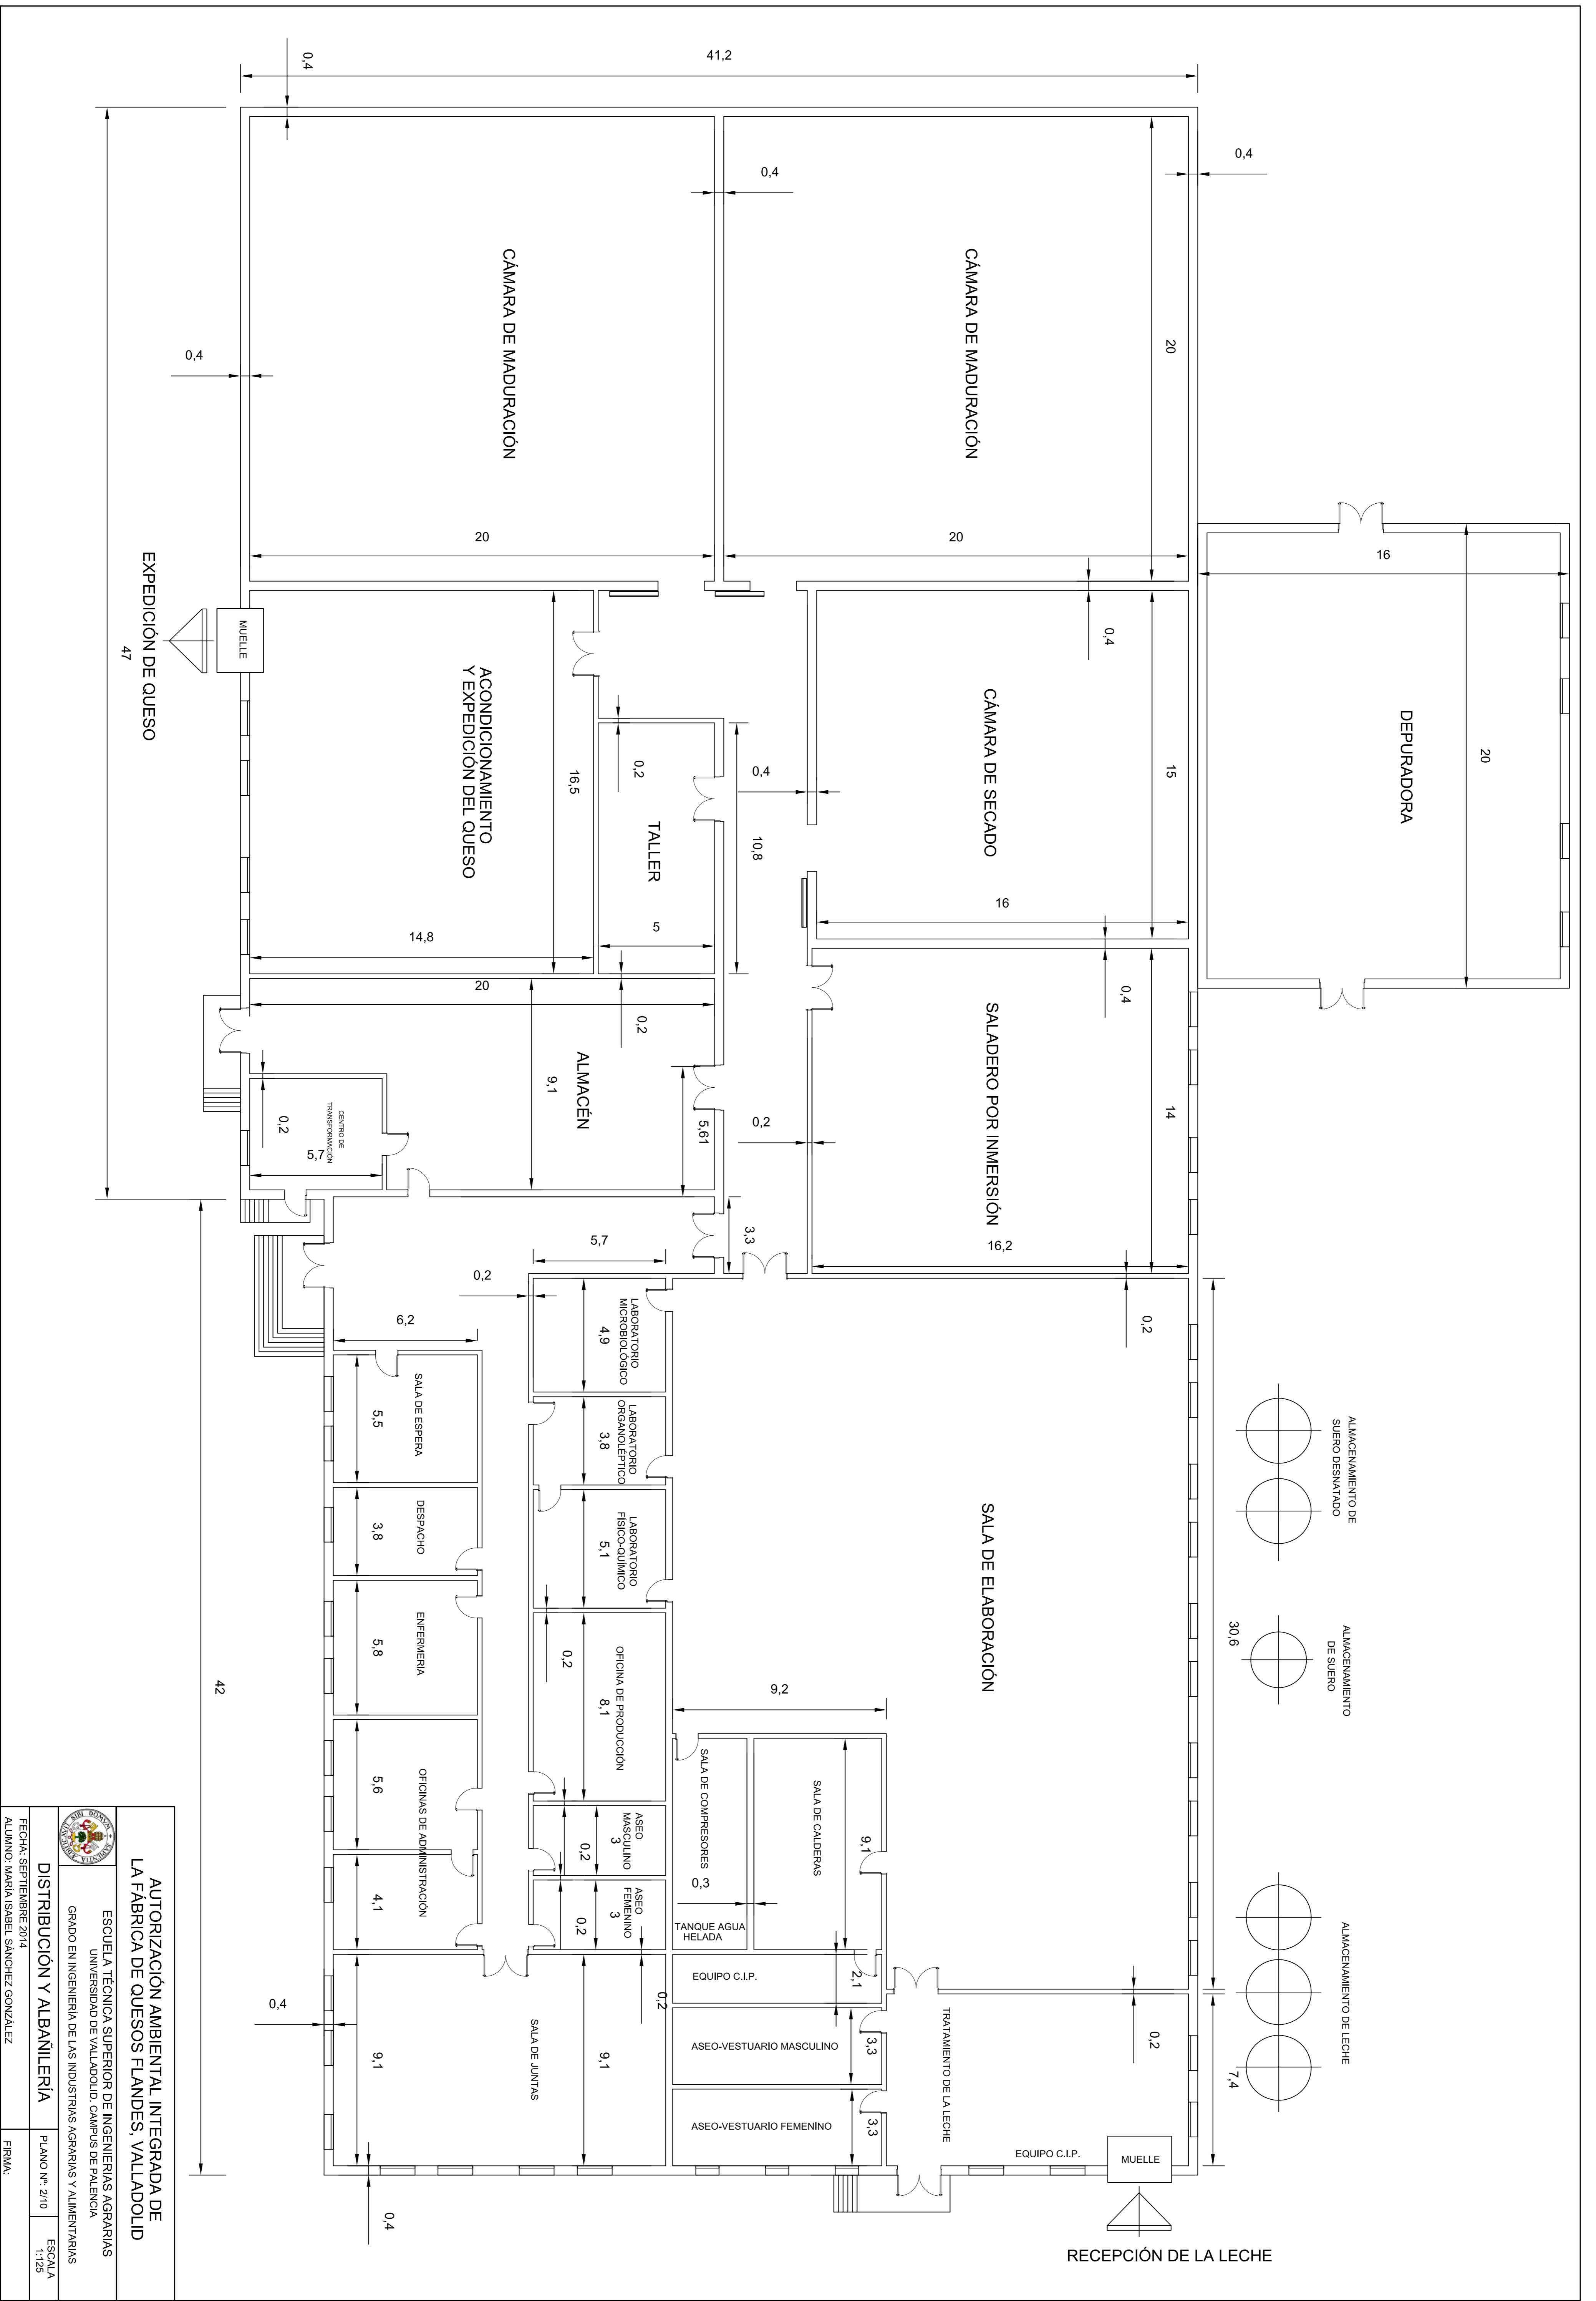 41,2
0,4
0,4
0,4
CÁMARA DE MADURACIÓN
CÁMARA DE MADURACIÓN
20
0,4
20
20
16
EXPEDICIÓN DE QUESO
47
MUELLE
ACONDICIONAMIENTO
Y EXPEDICIÓN DEL QUESO
16,5
14,8
0,2
TALLER
5
0,4
10,8
0,4
CÁMARA DE SECADO
15
16
DEPURADORA
20
20
0,2
ALMACÉN
9,1
5,61
CENTRO DE
TRANSFORMACIÓN
0,2
5,7
0,4
SALADERO POR INMERSIÓN
14
0,2
16,2
3,3
5,7
0,2
6,2
0,2
LABORATORIO
MICROBIOLÓGICO
4,9
LABORATORIO
ORGANOLÉPTICO
3,8
LABORATORIO
FÍSICO-QUÍMICO
5,1
0,2
OFICINA DE PRODUCCIÓN
8,1
ASEO
MASCULINO
3
0,2
ASEO
FEMENINO
3
0,2
SALA DE ESPERA
5,5
DESPACHO
3,8
ENFERMERIA
5,8
OFICINAS DE ADMINISTRACIÓN
5,6
4,1
42
SALA DE ELABORACIÓN
30,6
9,2
SALA DE COMPRESORES
SALA DE CALDERAS
9,1
0,3
TANQUE AGUA
HELADA
EQUIPO C.I.P.
2,1
0,2
ASEO-VESTUARIO MASCULINO
3,3
ASEO-VESTUARIO FEMENINO
3,3
SALA DE JUNTAS
9,1
9,1
0,4
0,4
TRATAMIENTO DE LA LECHE
0,2
7,4
EQUIPO C.I.P.
MUELLE
RECEPCIÓN DE LA LECHE
ALMACENAMIENTO DE
SUERO DESNATADO
ALMACENAMIENTO
DE SUERO
ALMACENAMIENTO DE LECHE
AUTORIZACIÓN AMBIENTAL INTEGRADA DE
LA FÁBRICA DE QUESOS FLANDES, VALLADOLID
ESCUELA TÉCNICA SUPERIOR DE INGENIERIAS AGRARIAS
UNIVERSIDAD DE VALLADOLID. CAMPUS DE PALENCIA
GRADO EN INGENIERÍA DE LAS INDUSTRIAS AGRARIAS Y ALIMENTARIAS
DISTRIBUCIÓN Y ALBAÑILERÍA
PLANO Nº: 2/10
ESCALA
1:125
FECHA: SEPTIEMBRE 2014
ALUMNO: MARÍA ISABEL SÁNCHEZ GONZÁLEZ
FIRMA: